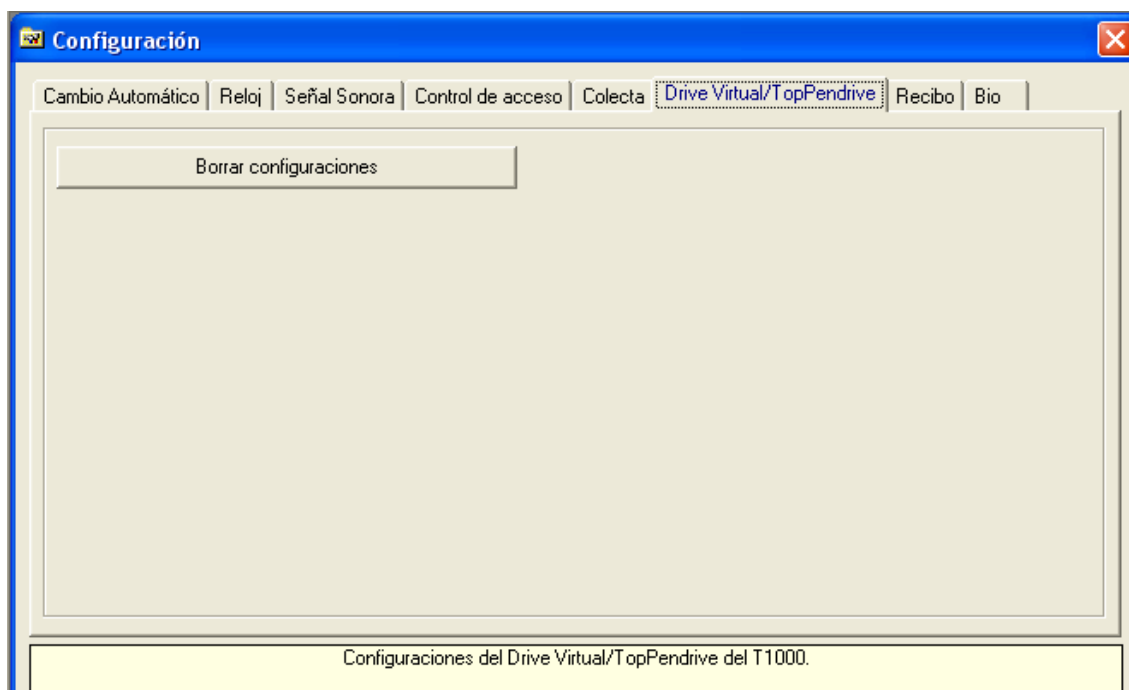 Configuración
Cambio Automático Reloj Señal Sonora Control de acceso Colecta Drive Virtual/TopPendrive Recibo Bio
Borrar configuraciones
Configuraciones del Drive Virtual/TopPendrive del T1000.